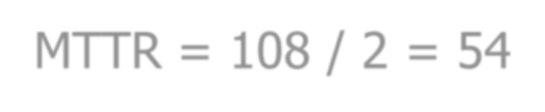 MTTR = 108 / 2 = 54